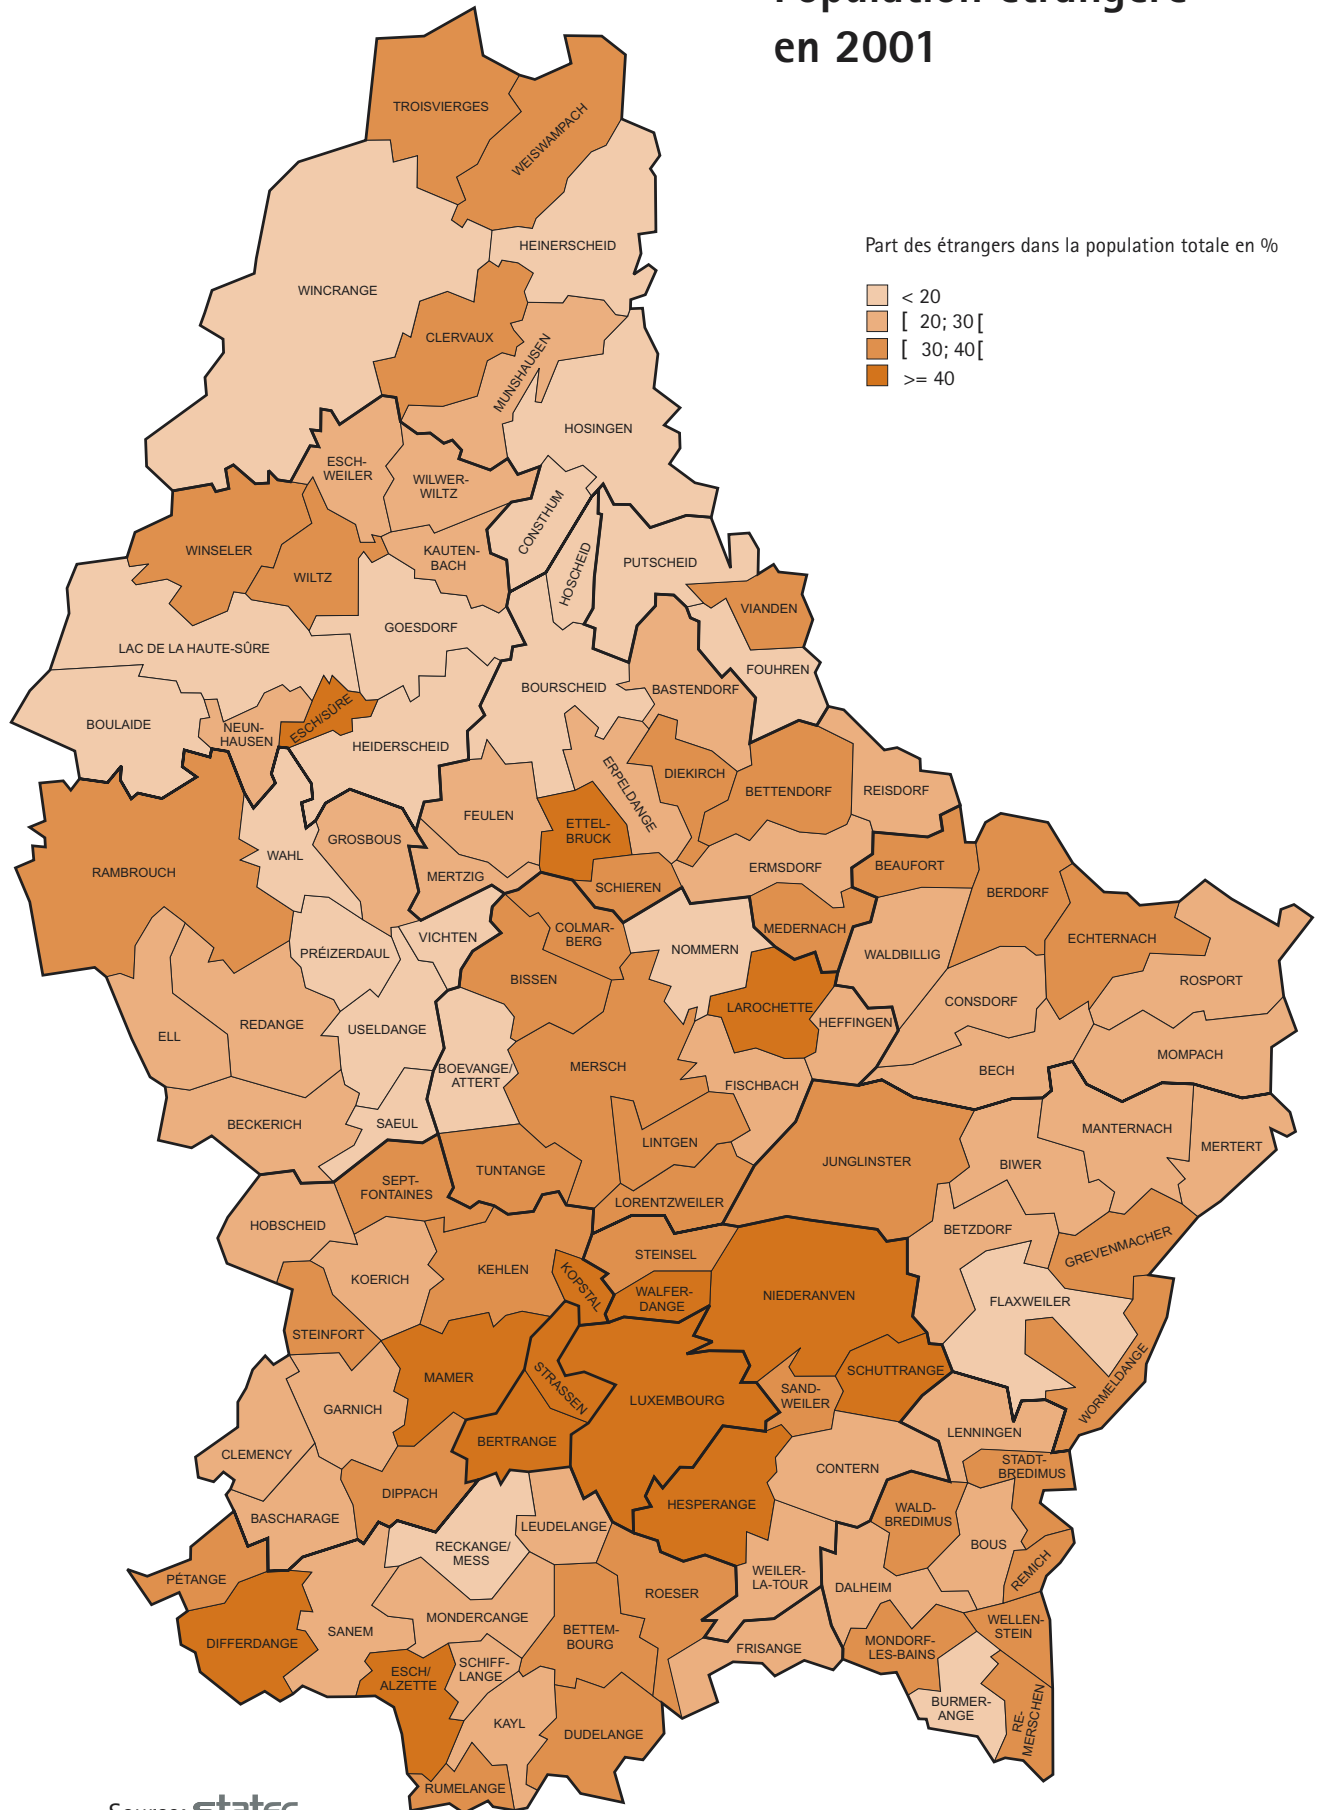 Population étrangère
en 2001
Part des étrangers dans la population totale en %
< 20
[ 20; 30 [
[ 30; 40 [
>= 40
TROISVIERGES
WEISWAMPACH
HEINERSCHEID
WINCRANGE
CLERVAUX
MUNSHAUSEN
HOSINGEN
ESCH-
WEILER
WILWER-
WILTZ
CONSTHUM
WINSELER
WILTZ
KAUTEN-
BACH
HOSCHEID
PUTSCHEID
VIANDEN
GOESDORF
LAC DE LA HAUTE-SÛRE
FOUHREN
BOURSCHEID
BASTENDORF
BOULAIDE
NEUN-
HAUSEN
ESCH/SÛRE
HEIDERSCHEID
ERPELDANGE
DIEKIRCH
BETTENDORF
REISDORF
FEULEN
ETTEL-
BRUCK
GROSBOUS
WAHL
RAMBROUCH
MERTZIG
SCHIEREN
ERMSDORF
BEAUFORT
BERDORF
COLMAR-
BERG
MEDERNACH
ECHTERNACH
VICHTEN
PRÉIZERDAUL
NOMMERN
WALDBILLIG
BISSEN
ROSPORT
LAROCHETTE
CONSDORF
HEFFINGEN
ELL
REDANGE
USELDANGE
MERSCH
BOEVANGE/
ATTERT
FISCHBACH
BECH
MOMPACH
BECKERICH
SAEUL
LINTGEN
JUNGLINSTER
MANTERNACH
MERTERT
BIWER
TUNTANGE
SEPT-
FONTAINES
LORENTZWEILER
HOBSCHEID
BETZDORF
GREVENMACHER
STEINSEL
KOERICH
KEHLEN
KOPSTAL
WALFER-
DANGE
NIEDERANVEN
FLAXWEILER
STEINFORT
WORMELDANGE
MAMER
STRASSEN
SCHUTTRANGE
SAND-
WEILER
LUXEMBOURG
GARNICH
LENNINGEN
CLEMENCY
BERTRANGE
CONTERN
STADT-
BREDIMUS
DIPPACH
HESPERANGE
WALD-
BREDIMUS
BASCHARAGE
LEUDELANGE
RECKANGE/
MESS
BOUS
REMICH
PÉTANGE
WEILER-
LA-TOUR
DALHEIM
ROESER
MONDERCANGE
WELLEN-
STEIN
DIFFERDANGE
SANEM
BETTEM-
BOURG
FRISANGE
MONDORF-
LES-BAINS
SCHIFF-
LANGE
ESCH/
ALZETTE
BURMER-
ANGE
RE-
MERSCHEN
KAYL
DUDELANGE
RUMELANGE
Source: statec